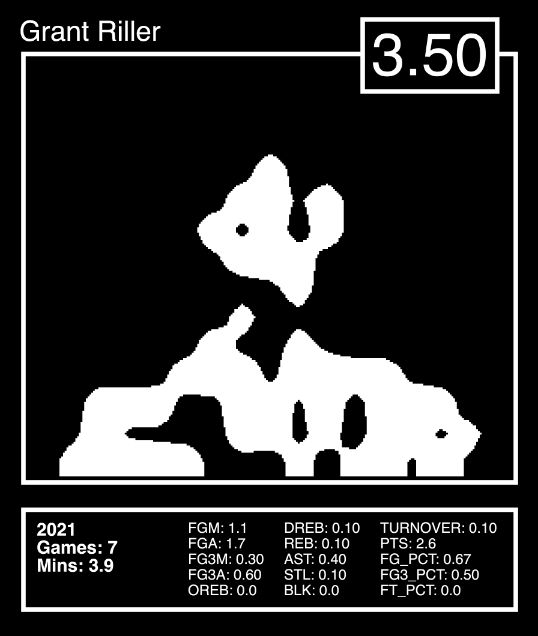 Grant Riller
3.50
2021
Games: 7
Mins: 3.9
FGM: 1.1
FGA: 1.7
FG3M: 0.30
FG3A: 0.60
OREB: 0.0
DREB: 0.10
REB: 0.10
AST: 0.40
STL: 0.10
BLK: 0.0
TURNOVER: 0.10
PTS: 2.6
FG_PCT: 0.67
FG3_PCT: 0.50
FT_PCT: 0.0